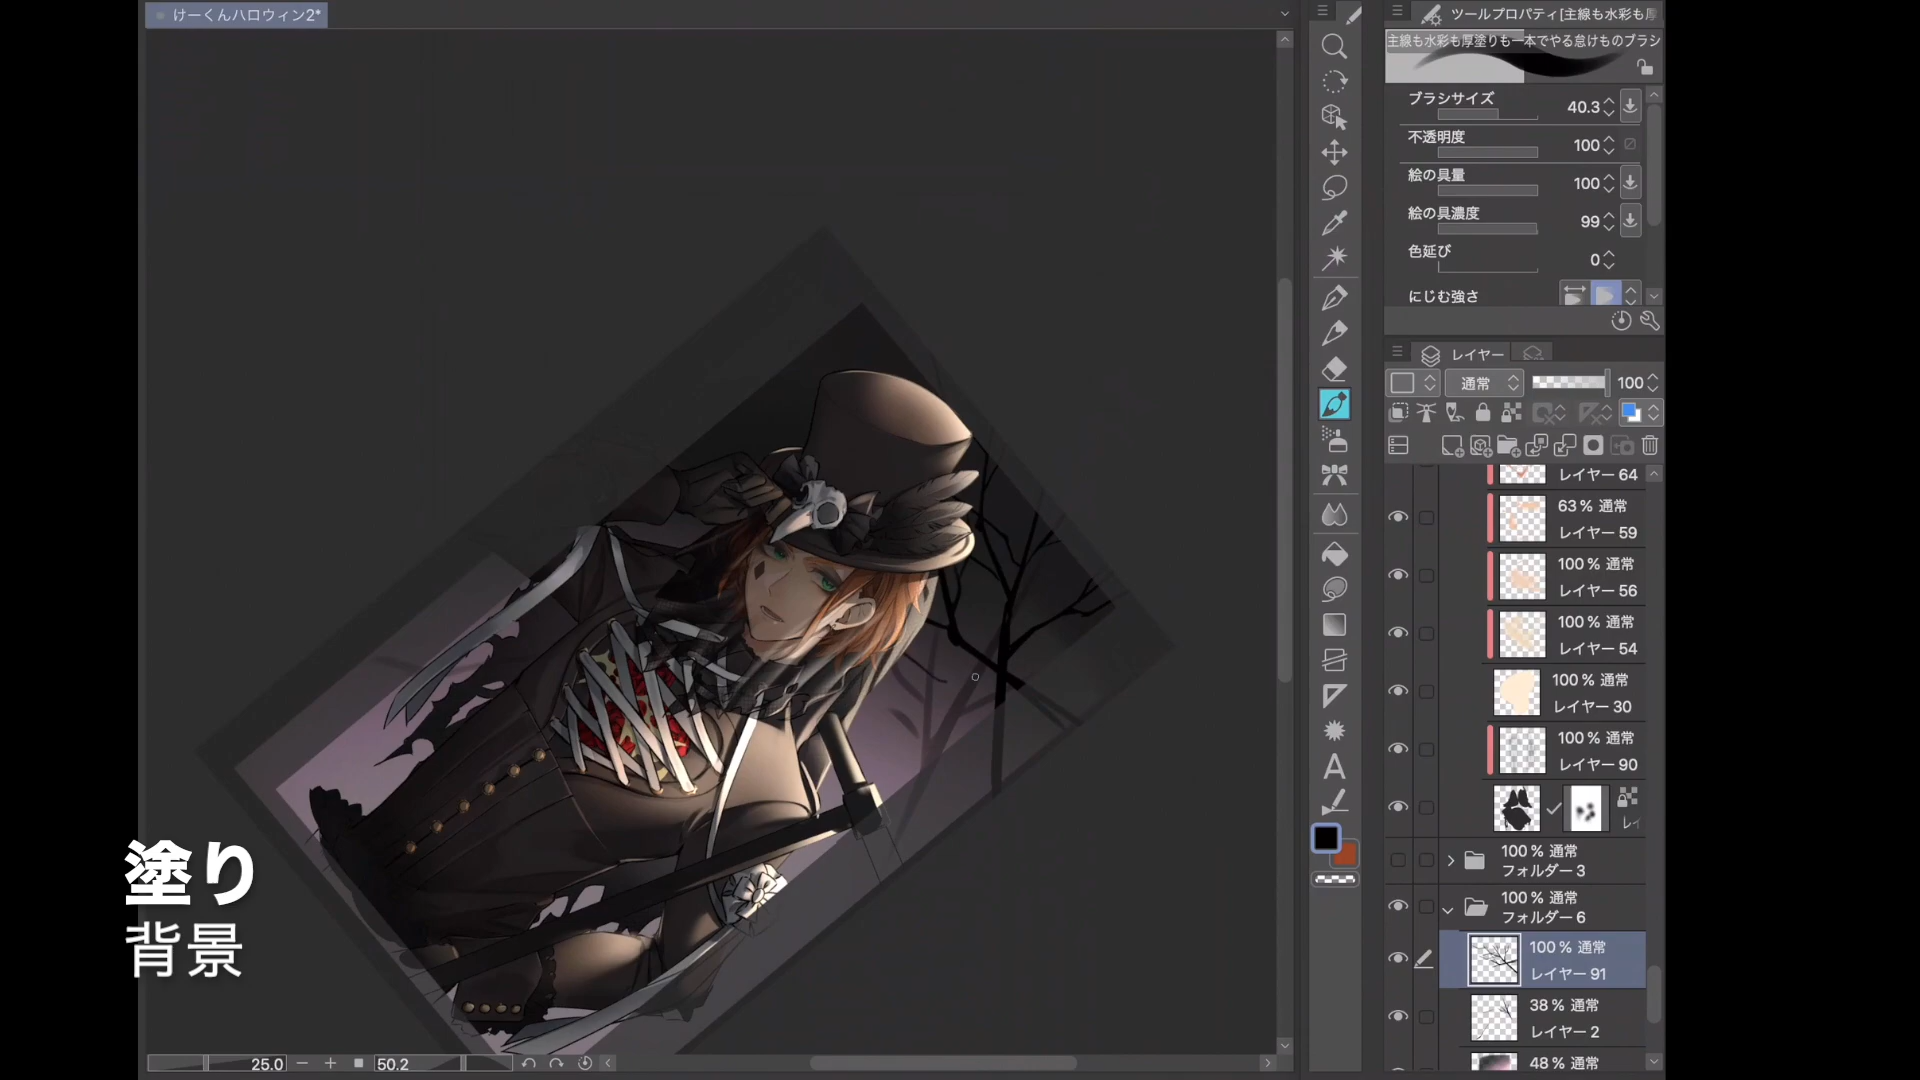 けーくんハロウィン2*
ツールプロパティ[主線も水彩も厚
主線も水彩も厚塗りも一本でやる怠けものブラシ
ブラシサイズ 40.3
不透明度 100
絵の具量 100
絵の具濃度 99
色延び 0
にじむ強さ
レイヤー
通常 100
レイヤー 64
63 % 通常
レイヤー 59
100 % 通常
レイヤー 56
100 % 通常
レイヤー 54
100 % 通常
レイヤー 30
100 % 通常
レイヤー 90
レイ
100 % 通常
フォルダー 3
100 % 通常
フォルダー 6
100 % 通常
レイヤー 91
38 % 通常
レイヤー 2
48 % 通常
塗り
背景
25.0 50.2